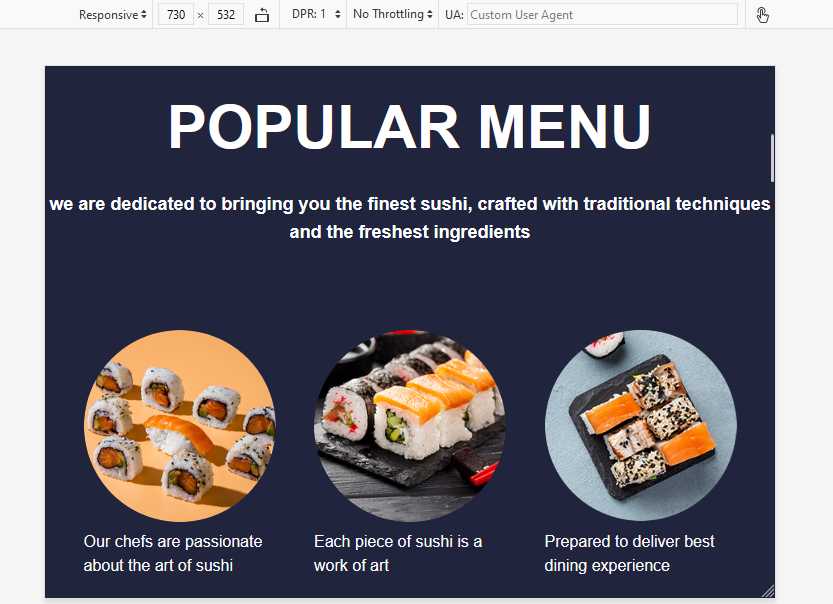 Responsive 730 × 532 DPR: 1 No Throttling UA: Custom User Agent
POPULAR MENU
we are dedicated to bringing you the finest sushi, crafted with traditional techniques
and the freshest ingredients
Our chefs are passionate
about the art of sushi
Each piece of sushi is a
work of art
Prepared to deliver best
dining experience